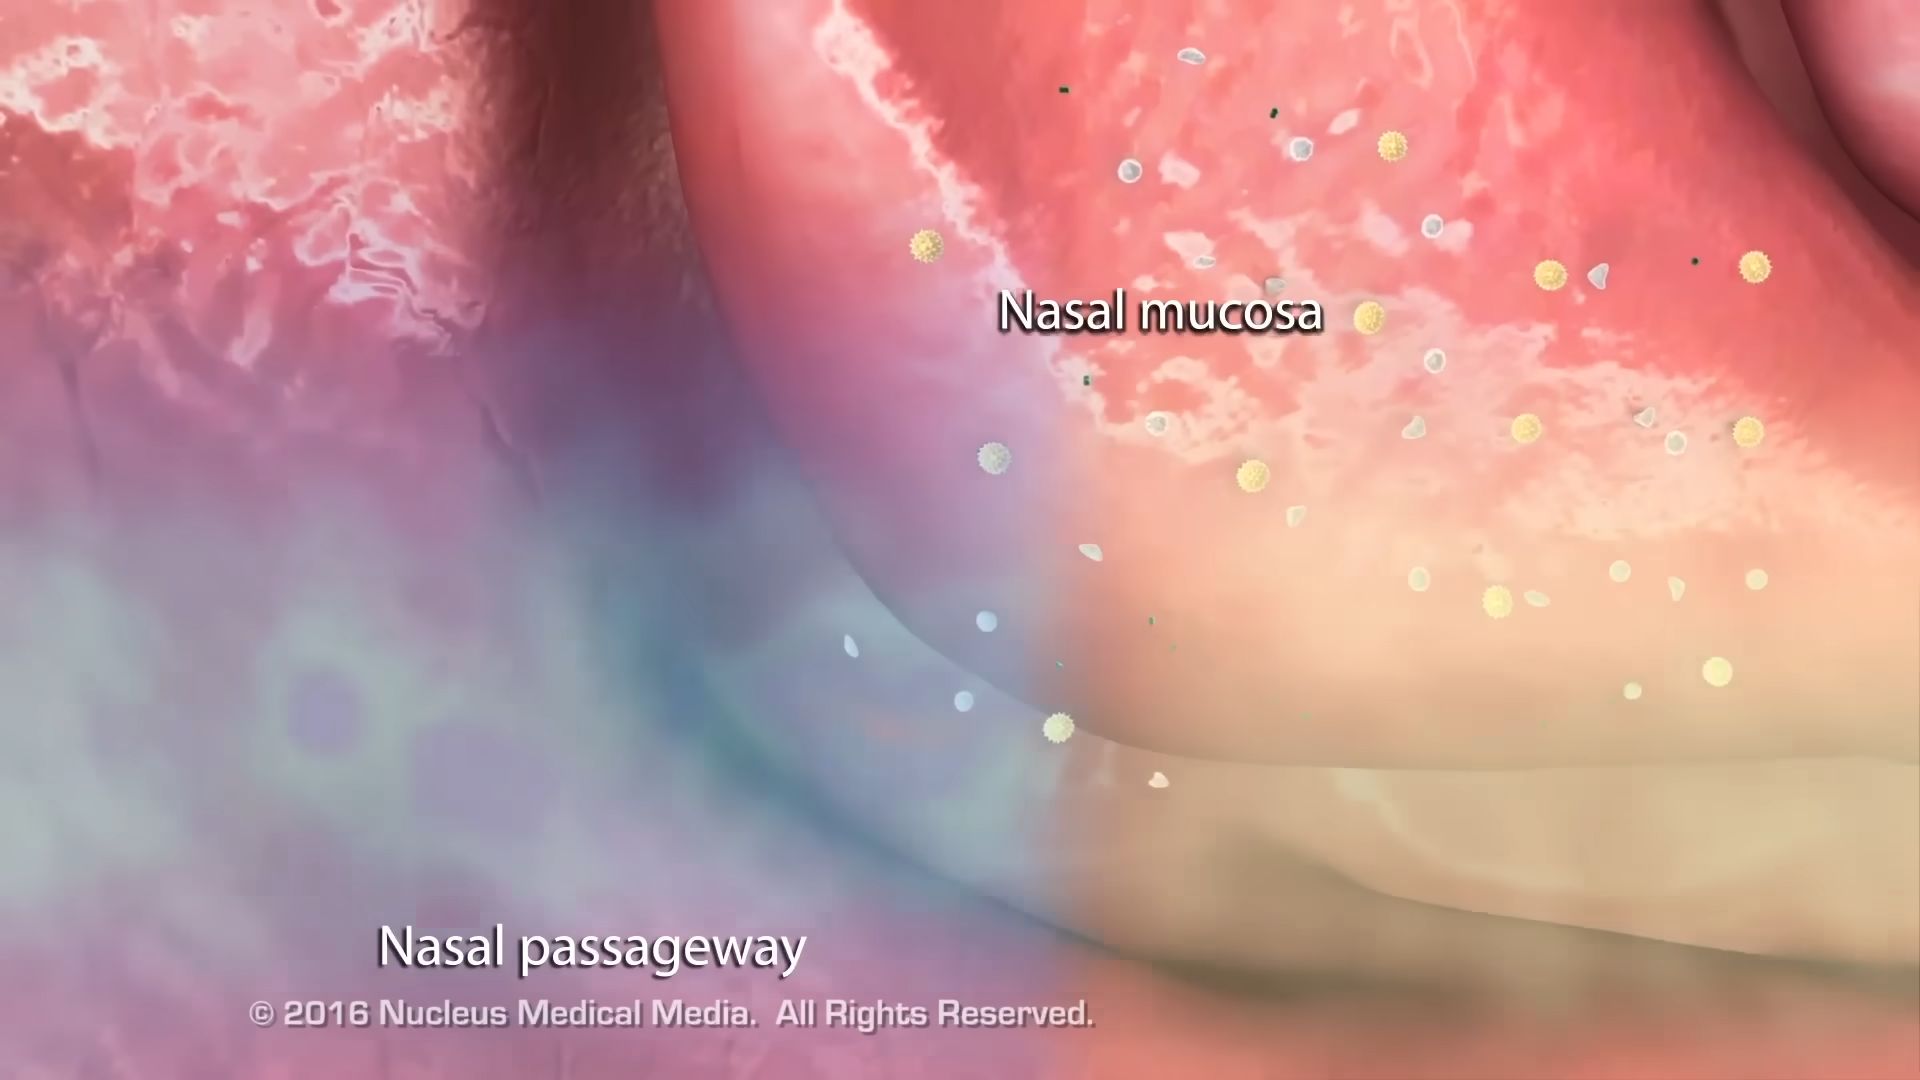 Nasal mucosa
Nasal passageway
© 2016 Nucleus Medical Media. All Rights Reserved.